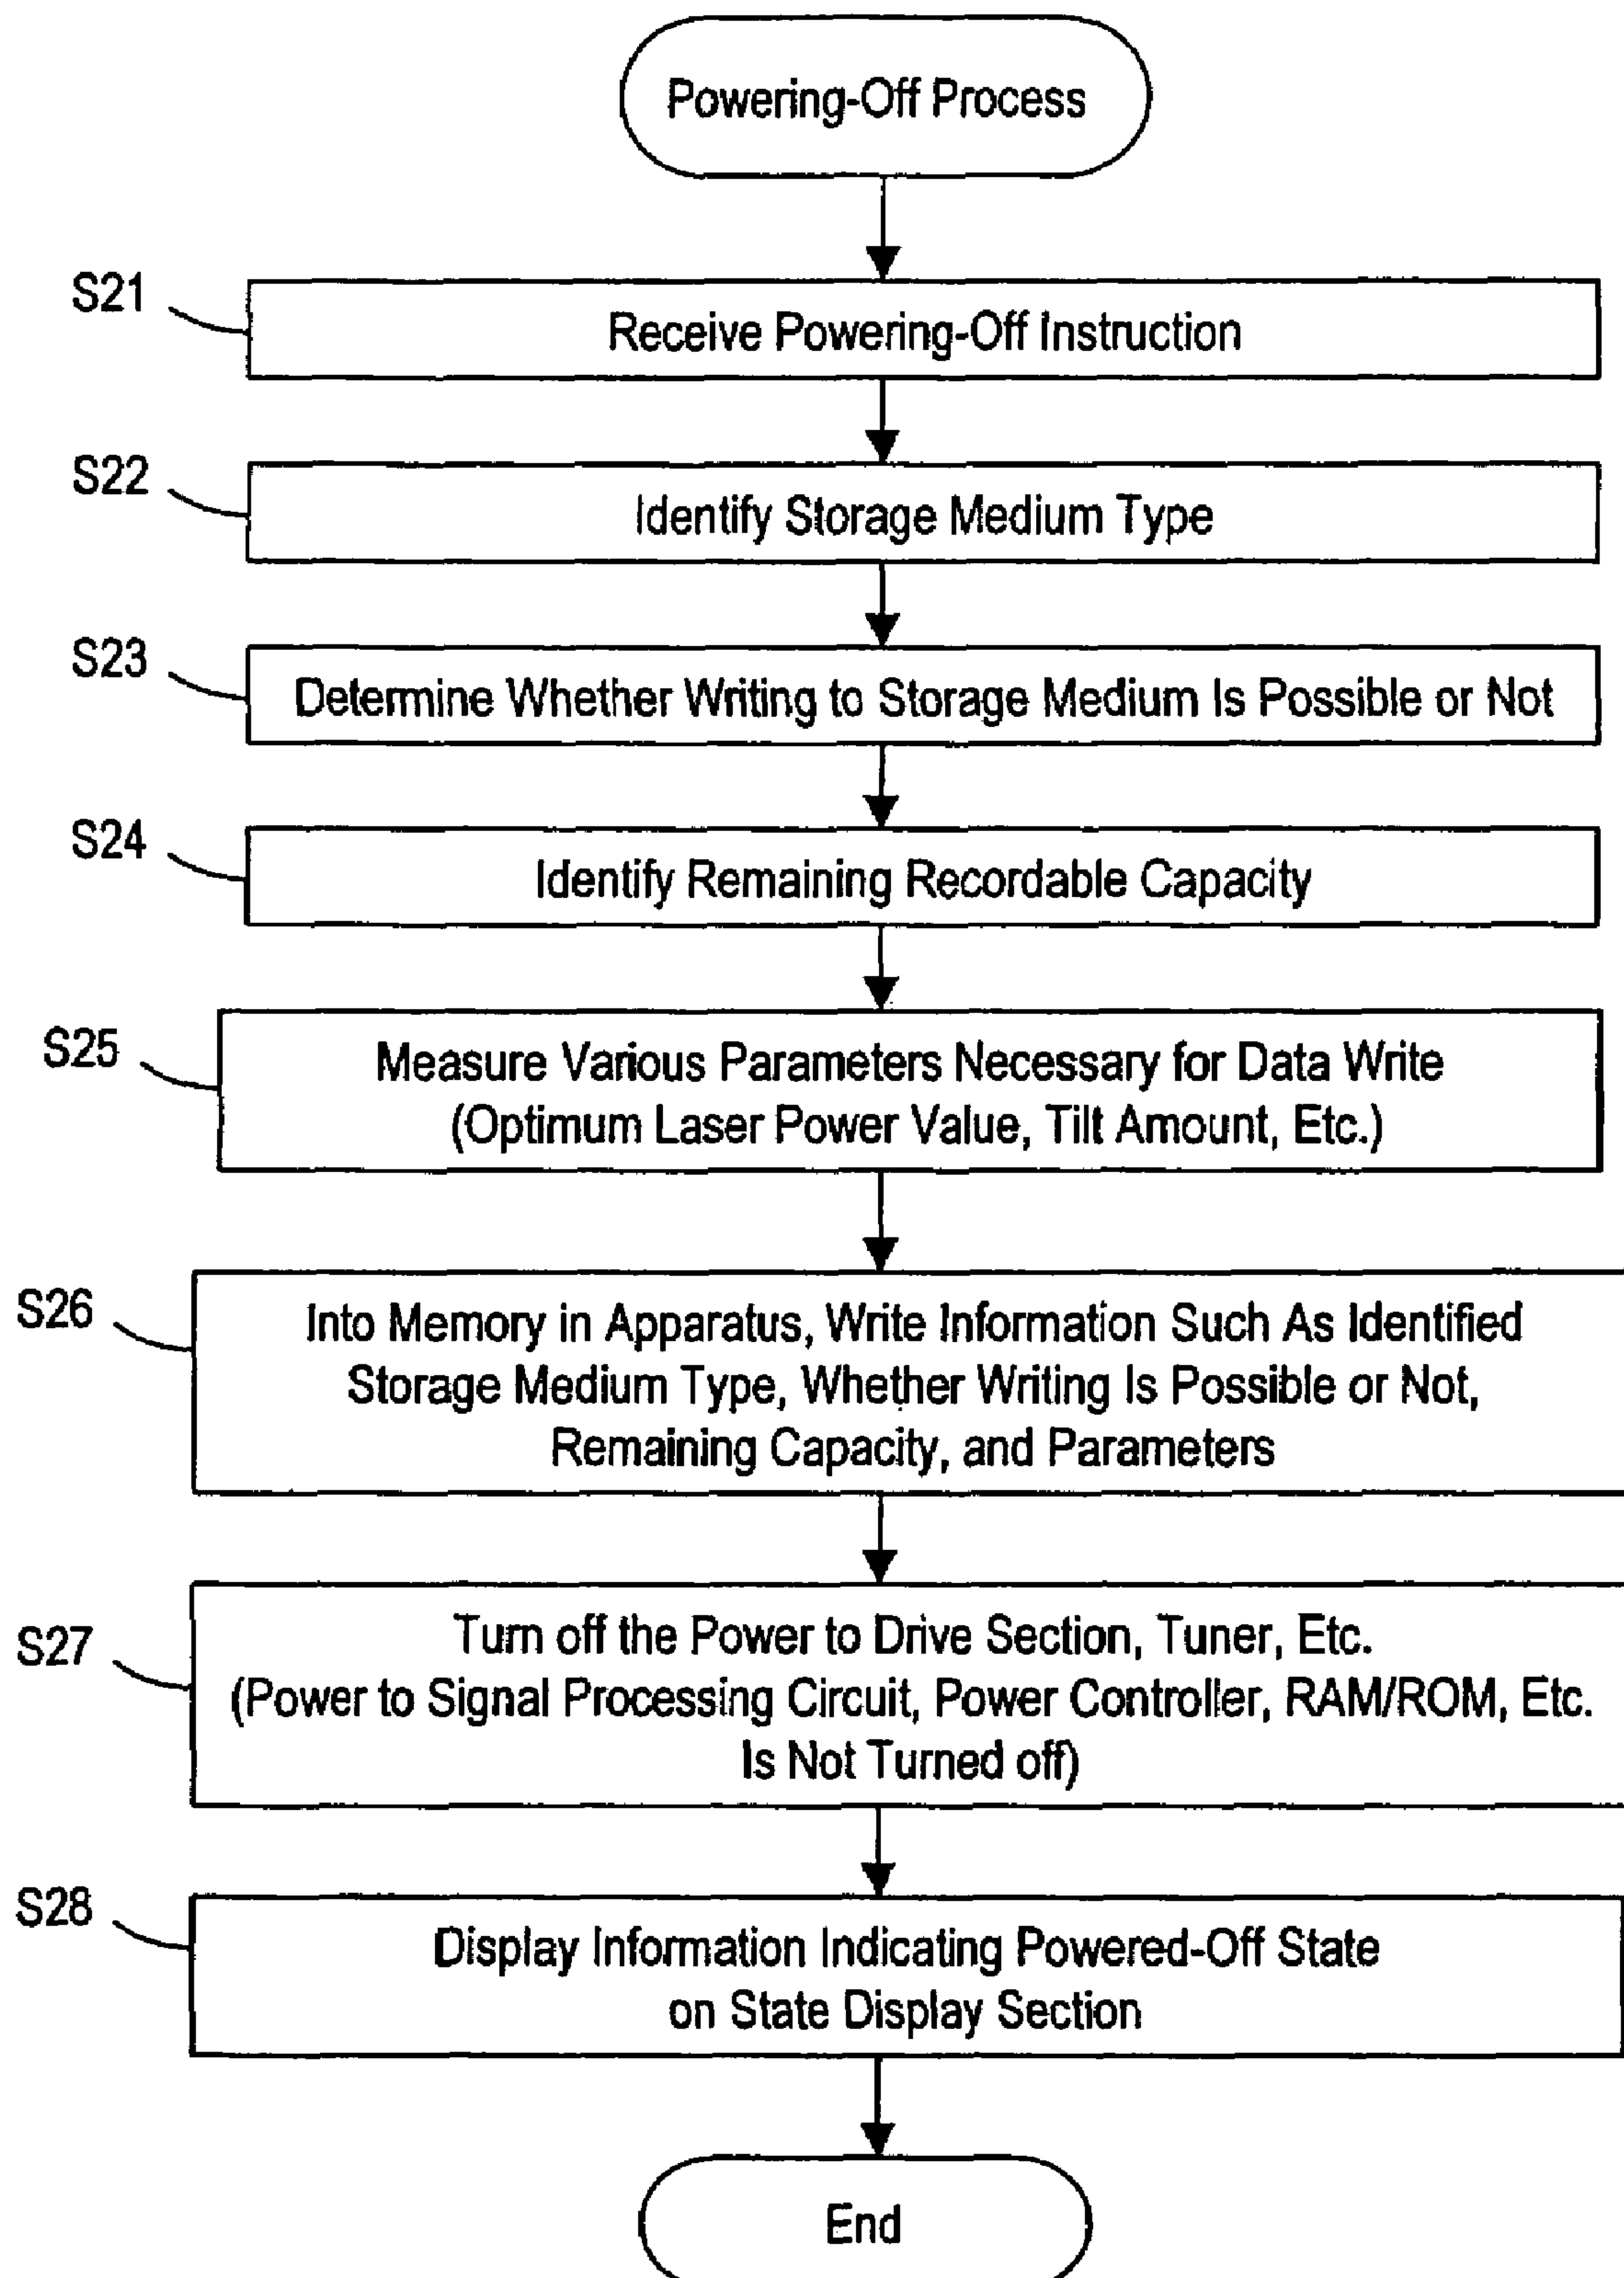 Powering-Off Process
S21
Receive Powering-Off Instruction
S22
Identify Storage Medium Type
S23
Determine Whether Writing to Storage Medium Is Possible or Not
S24
Identify Remaining Recordable Capacity
S25
Measure Various Parameters Necessary for Data Write
(Optimum Laser Power Value, Tilt Amount, Etc.)
S26
Into Memory in Apparatus, Write Information Such As Identified
Storage Medium Type, Whether Writing Is Possible or Not,
Remaining Capacity, and Parameters
S27
Turn off the Power to Drive Section, Tuner, Etc.
(Power to Signal Processing Circuit, Power Controller, RAM/ROM, Etc.
Is Not Turned off)
S28
Display Information Indicating Powered-Off State
on State Display Section
End